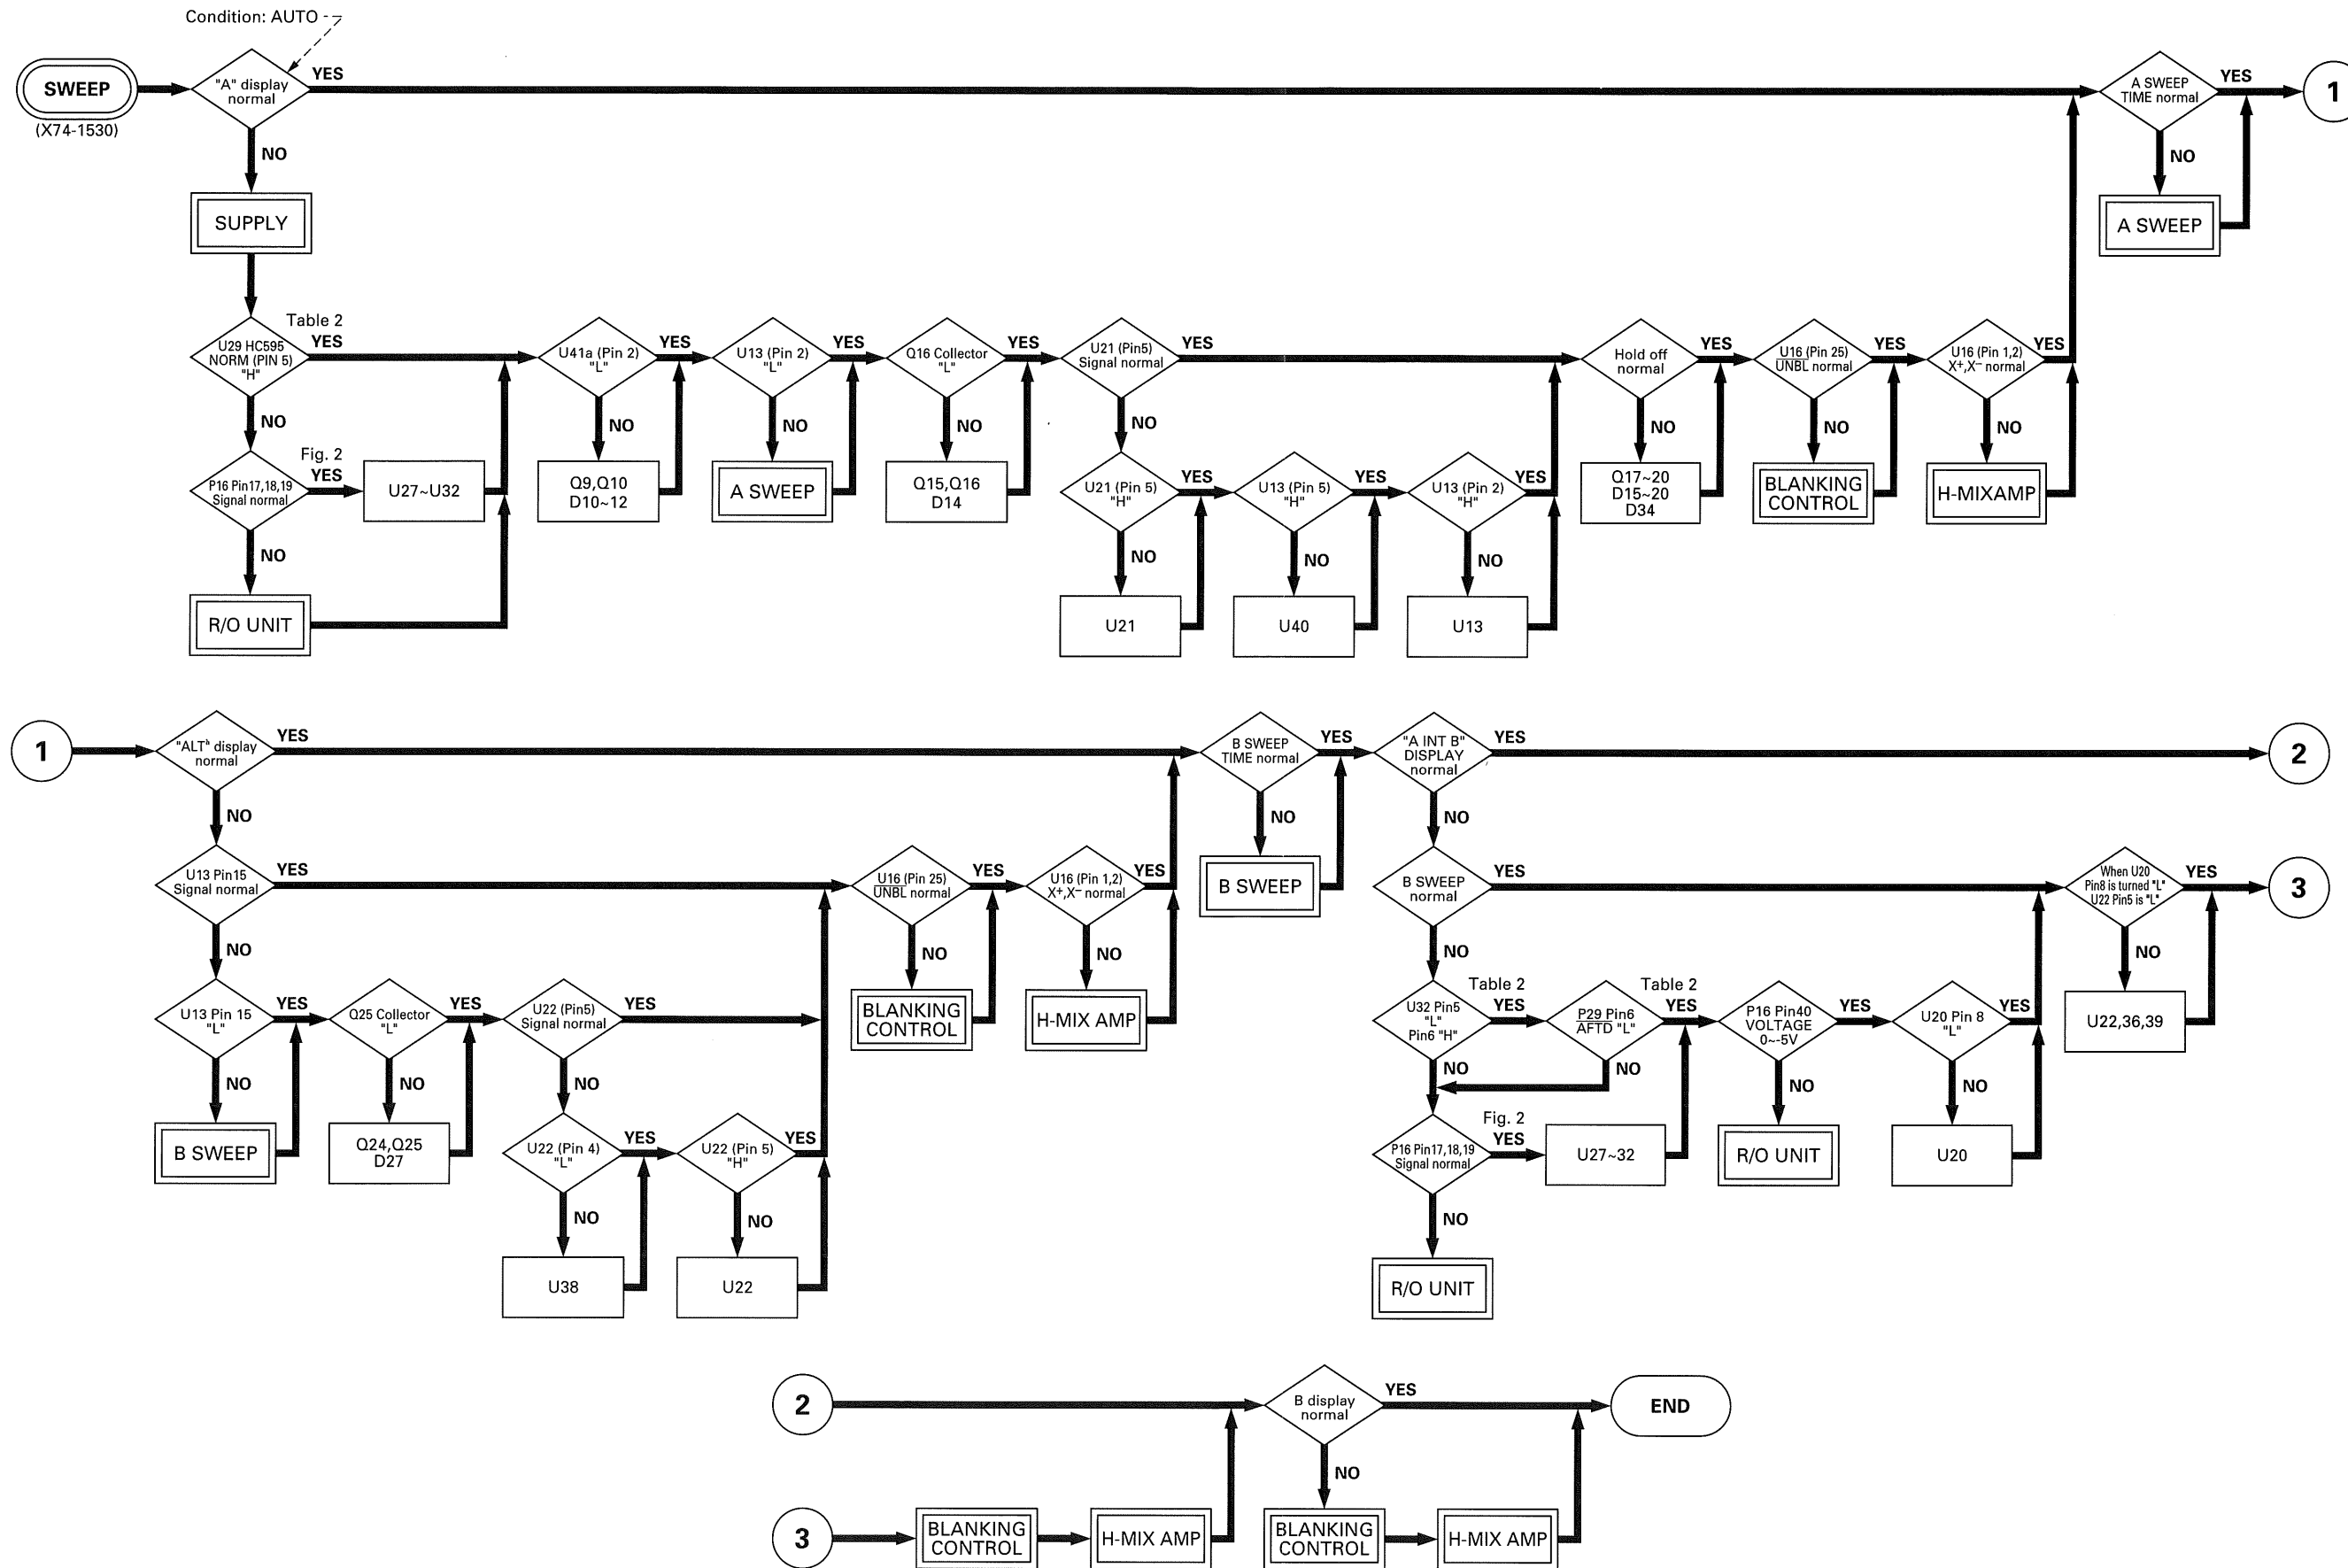 Condition: AUTO
SWEEP
(X74-1530)
"A" display
normal
YES
NO
A SWEEP
TIME normal
YES
1
NO
A SWEEP
SUPPLY
Table 2
U29 HC595
NORM (PIN 5)
"H"
YES
NO
Fig. 2
P16 Pin17,18,19
Signal normal
YES
U27~U32
NO
R/O UNIT
U41a (Pin 2)
"L"
YES
NO
Q9,Q10
D10~12
U13 (Pin 2)
"L"
YES
NO
A SWEEP
Q16 Collector
"L"
YES
NO
Q15,Q16
D14
U21 (Pin5)
Signal normal
YES
NO
U21 (Pin 5)
"H"
YES
NO
U21
U13 (Pin 5)
"H"
YES
NO
U40
U13 (Pin 2)
"H"
YES
NO
U13
Hold off
normal
YES
NO
Q17~20
D15~20
D34
U16 (Pin 25)
UNBL normal
YES
NO
BLANKING
CONTROL
U16 (Pin 1,2)
X+,X− normal
YES
NO
H-MIXAMP
1
"ALT" display
normal
YES
NO
U13 Pin15
Signal normal
YES
NO
U13 Pin 15
"L"
YES
NO
B SWEEP
Q25 Collector
"L"
YES
NO
Q24,Q25
D27
U22 (Pin5)
Signal normal
YES
NO
U22 (Pin 4)
"L"
YES
NO
U38
U22 (Pin 5)
"H"
YES
NO
U22
U16 (Pin 25)
UNBL normal
YES
NO
BLANKING
CONTROL
U16 (Pin 1,2)
X+,X− normal
YES
NO
H-MIX AMP
B SWEEP
TIME normal
YES
NO
B SWEEP
"A INT B"
DISPLAY
normal
YES
2
NO
B SWEEP
normal
YES
NO
Table 2
U32 Pin5
"L"
Pin6 "H"
YES
NO
Table 2
P29 Pin6
AFTD "L"
YES
NO
Fig. 2
P16 Pin17,18,19
Signal normal
YES
U27~32
NO
R/O UNIT
P16 Pin40
VOLTAGE
0~-5V
YES
NO
R/O UNIT
U20 Pin 8
"L"
YES
NO
U20
When U20
Pin8 is turned "L"
U22 Pin5 is "L"
YES
3
NO
U22,36,39
2
B display
normal
YES
END
NO
3
BLANKING
CONTROL
H-MIX AMP
BLANKING
CONTROL
H-MIX AMP